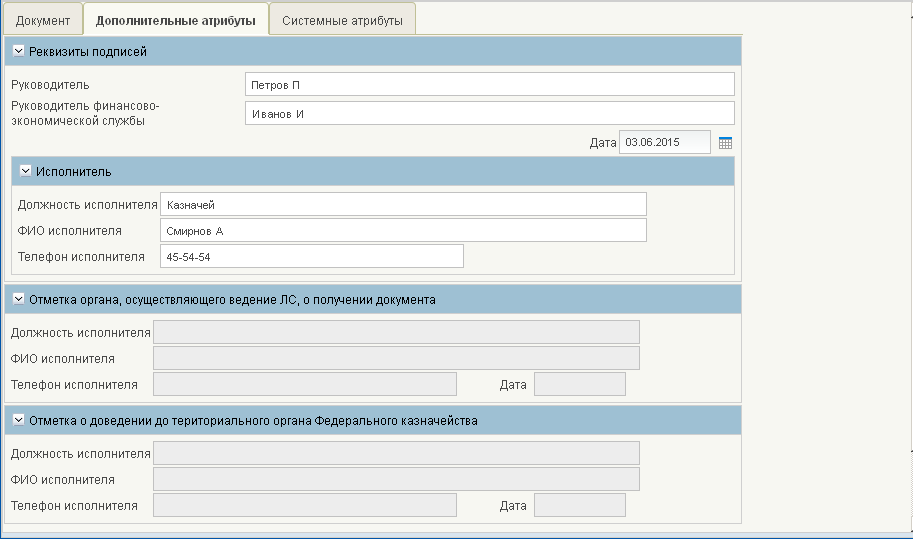 Документ Дополнительные атрибуты Системные атрибуты
Реквизиты подписей
Руководитель Петров П
Руководитель финансово-
экономической службы Иванов И
Дата 03.06.2015
Исполнитель
Должность исполнителя Казначей
ФИО исполнителя Смирнов А
Телефон исполнителя 45-54-54
Отметка органа, осуществляющего ведение ЛС, о получении документа
Должность исполнителя
ФИО исполнителя
Телефон исполнителя Дата
Отметка о доведении до териториального органа Федерального казначейства
Должность исполнителя
ФИО исполнителя
Телефон исполнителя Дата